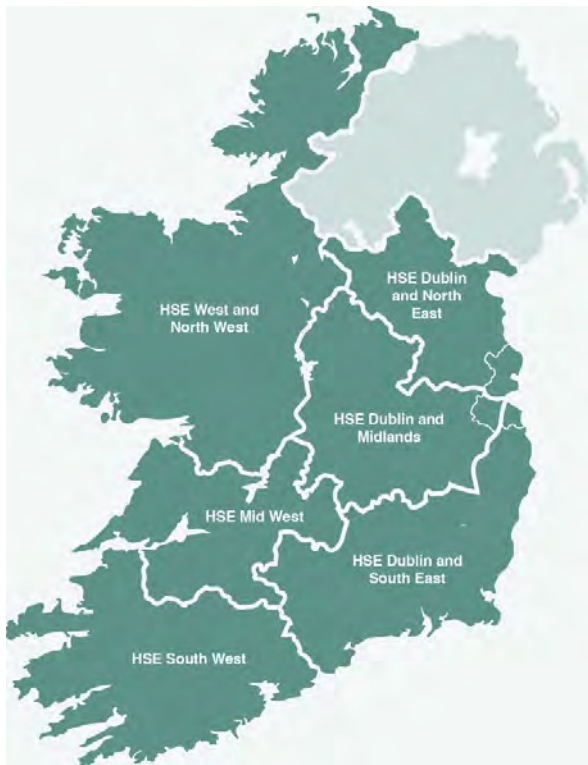 HSE Dublin
and North
East
HSE West and
North West
HSE Dublin and
Midlands
HSE Mid West
HSE Dublin and
South East
HSE South West